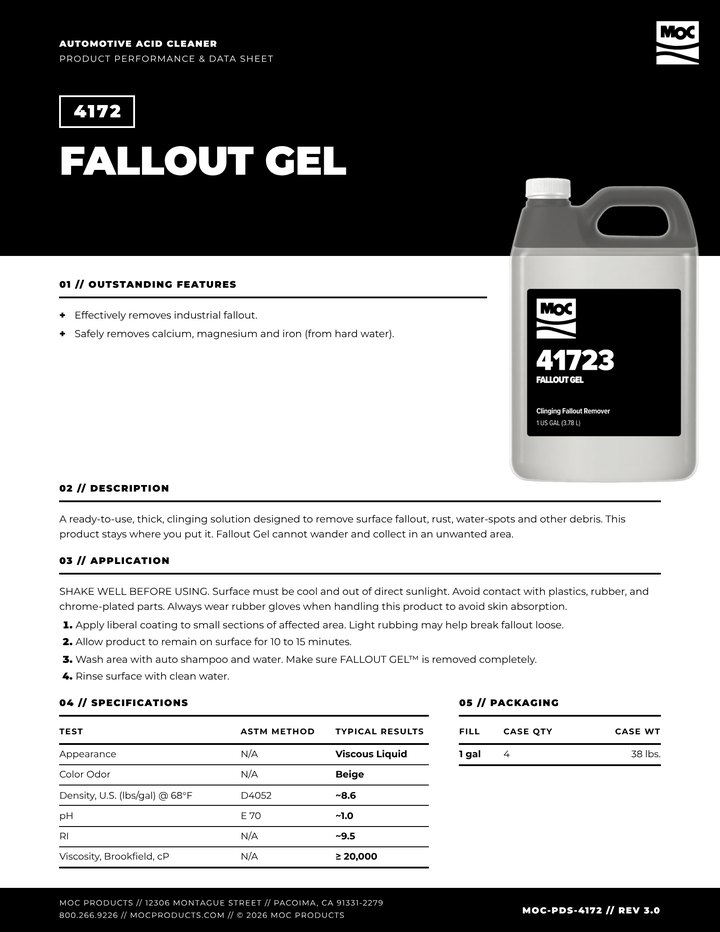 AUTOMOTIVE ACID CLEANER
PRODUCT PERFORMANCE & DATA SHEET
MOC
4172
FALLOUT GEL
01 // OUTSTANDING FEATURES
+ Effectively removes industrial fallout.
+ Safely removes calcium, magnesium and iron (from hard water).
MOC
41723
FALLOUT GEL
Clinging Fallout Remover
1 US GAL (3.78 L)
02 // DESCRIPTION
A ready-to-use, thick, clinging solution designed to remove surface fallout, rust, water-spots and other debris. This
product stays where you put it. Fallout Gel cannot wander and collect in an unwanted area.
03 // APPLICATION
SHAKE WELL BEFORE USING. Surface must be cool and out of direct sunlight. Avoid contact with plastics, rubber, and
chrome-plated parts. Always wear rubber gloves when handling this product to avoid skin absorption.
1. Apply liberal coating to small sections of affected area. Light rubbing may help break fallout loose.
2. Allow product to remain on surface for 10 to 15 minutes.
3. Wash area with auto shampoo and water. Make sure FALLOUT GEL™ is removed completely.
4. Rinse surface with clean water.
04 // SPECIFICATIONS
TEST ASTM METHOD TYPICAL RESULTS
Appearance N/A Viscous Liquid
Color Odor N/A Beige
Density, U.S. (lbs/gal) @ 68°F D4052 ~8.6
pH E 70 ~1.0
RI N/A ~9.5
Viscosity, Brookfield, cP N/A ≥ 20,000
05 // PACKAGING
FILL CASE QTY CASE WT
1 gal 4 38 lbs.
MOC PRODUCTS // 12306 MONTAGUE STREET // PACOIMA, CA 91331-2279
800.266.9226 // MOCPRODUCTS.COM // © 2026 MOC PRODUCTS
MOC-PDS-4172 // REV 3.0